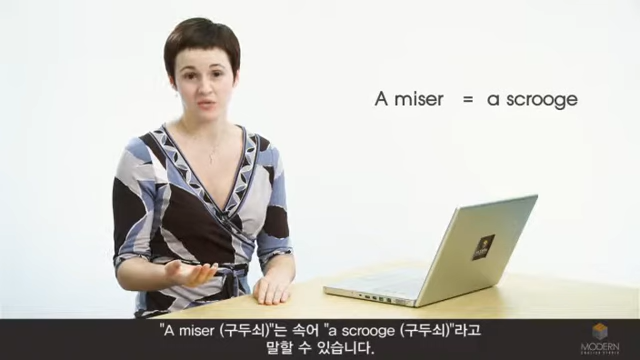 A miser = a scrooge
"A miser (구두쇠)"는 속어 "a scrooge (구두쇠)"라고
말할 수 있습니다.
MODERN